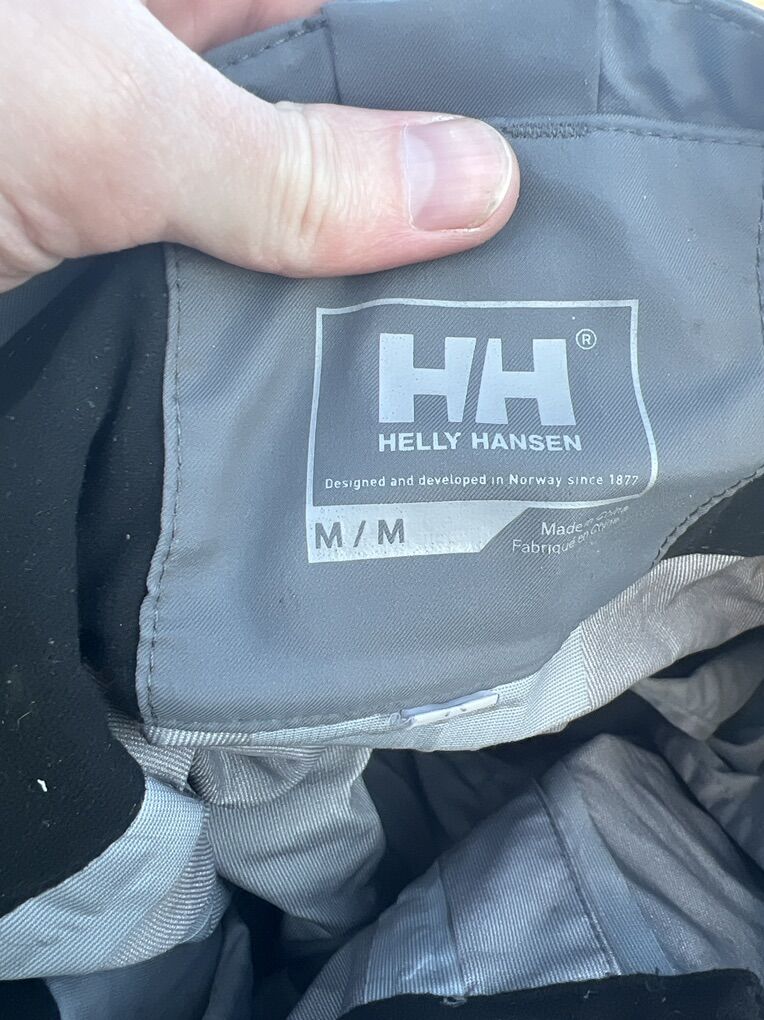 HH®
HELLY HANSEN
Designed and developed in Norway since 1877
M / M
Made in China
Fabriqué en Chine